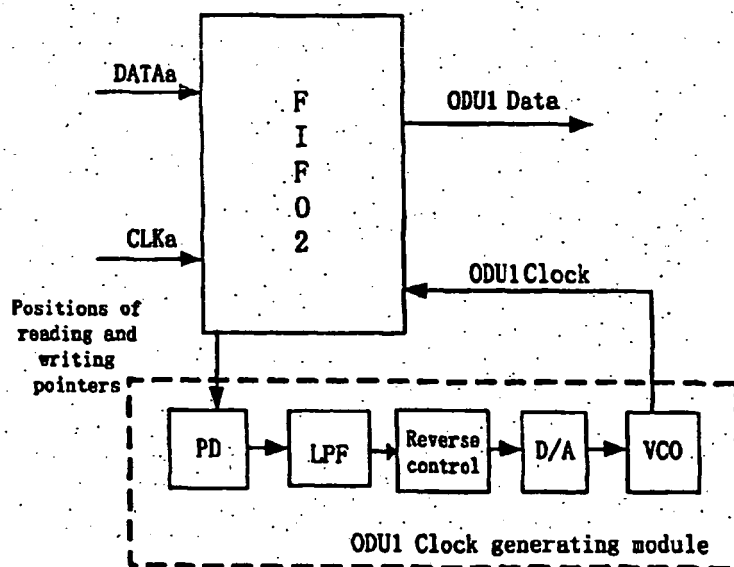 DATAa
F
I
F
O
2
ODU1 Data
CLKa
ODU1 Clock
Positions of
reading and
writing
pointers
PD
LPF
Reverse
control
D/A
VCO
ODU1 Clock generating module